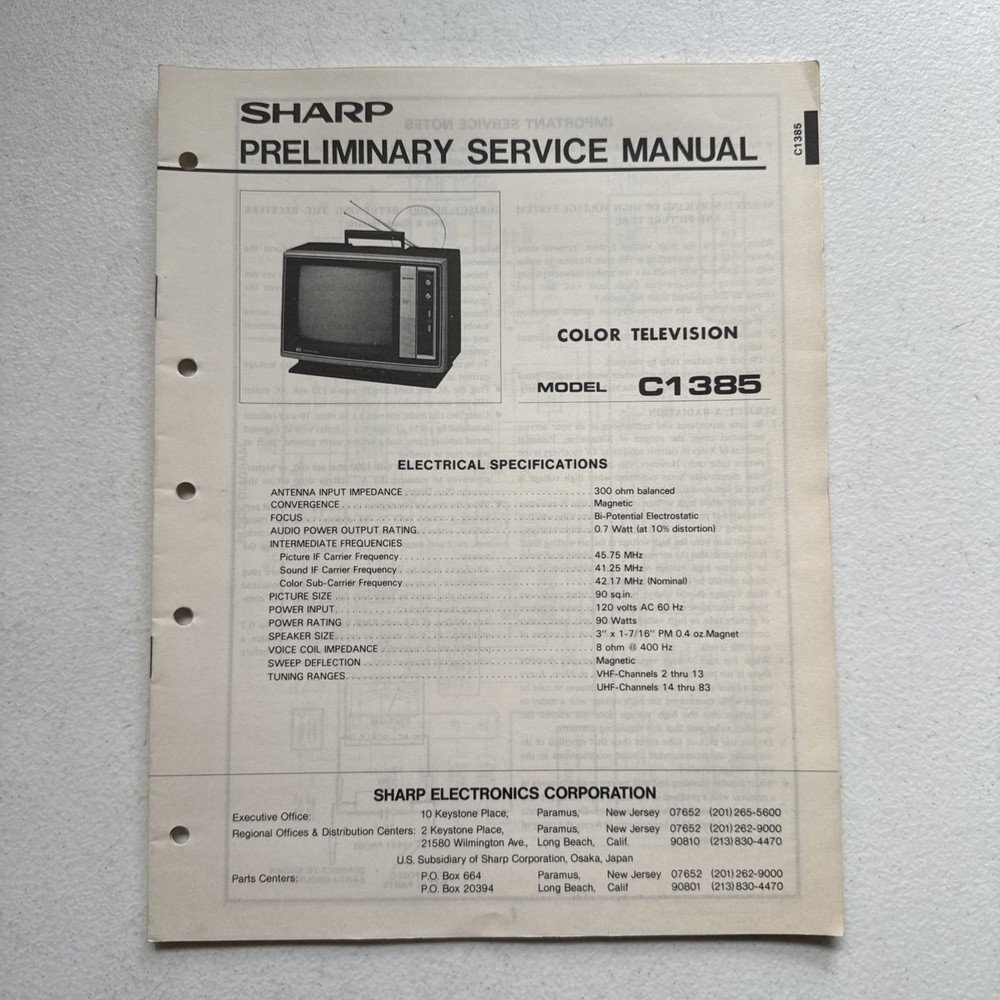 SHARP
PRELIMINARY SERVICE MANUAL
C1385
COLOR TELEVISION
MODEL C1385
ELECTRICAL SPECIFICATIONS
ANTENNA INPUT IMPEDANCE 300 ohm balanced
CONVERGENCE Magnetic
FOCUS Bi-Potential Electrostatic
AUDIO POWER OUTPUT RATING 0.7 Watt (at 10% distortion)
INTERMEDIATE FREQUENCIES
Picture IF Carrier Frequency 45.75 MHz
Sound IF Carrier Frequency 41.25 MHz
Color Sub-Carrier Frequency 42.17 MHz (Nominal)
PICTURE SIZE 90 sq.in.
POWER INPUT 120 volts AC 60 Hz
POWER RATING 90 Watts
SPEAKER SIZE 3" x 1-7/16" PM 0.4 oz.Magnet
VOICE COIL IMPEDANCE 8 ohm @ 400 Hz
SWEEP DEFLECTION Magnetic
TUNING RANGES VHF-Channels 2 thru 13
UHF-Channels 14 thru 83
SHARP ELECTRONICS CORPORATION
Executive Office: 10 Keystone Place, Paramus, New Jersey 07652 (201) 265-5600
Regional Offices & Distribution Centers: 2 Keystone Place, Paramus, New Jersey 07652 (201) 262-9000
21580 Wilmington Ave., Long Beach, Calif. 90810 (213) 830-4470
U.S. Subsidiary of Sharp Corporation, Osaka, Japan
Parts Centers: P.O. Box 664 Paramus, New Jersey 07652 (201) 262-9000
P.O. Box 20394 Long Beach, Calif 90801 (213) 830-4470